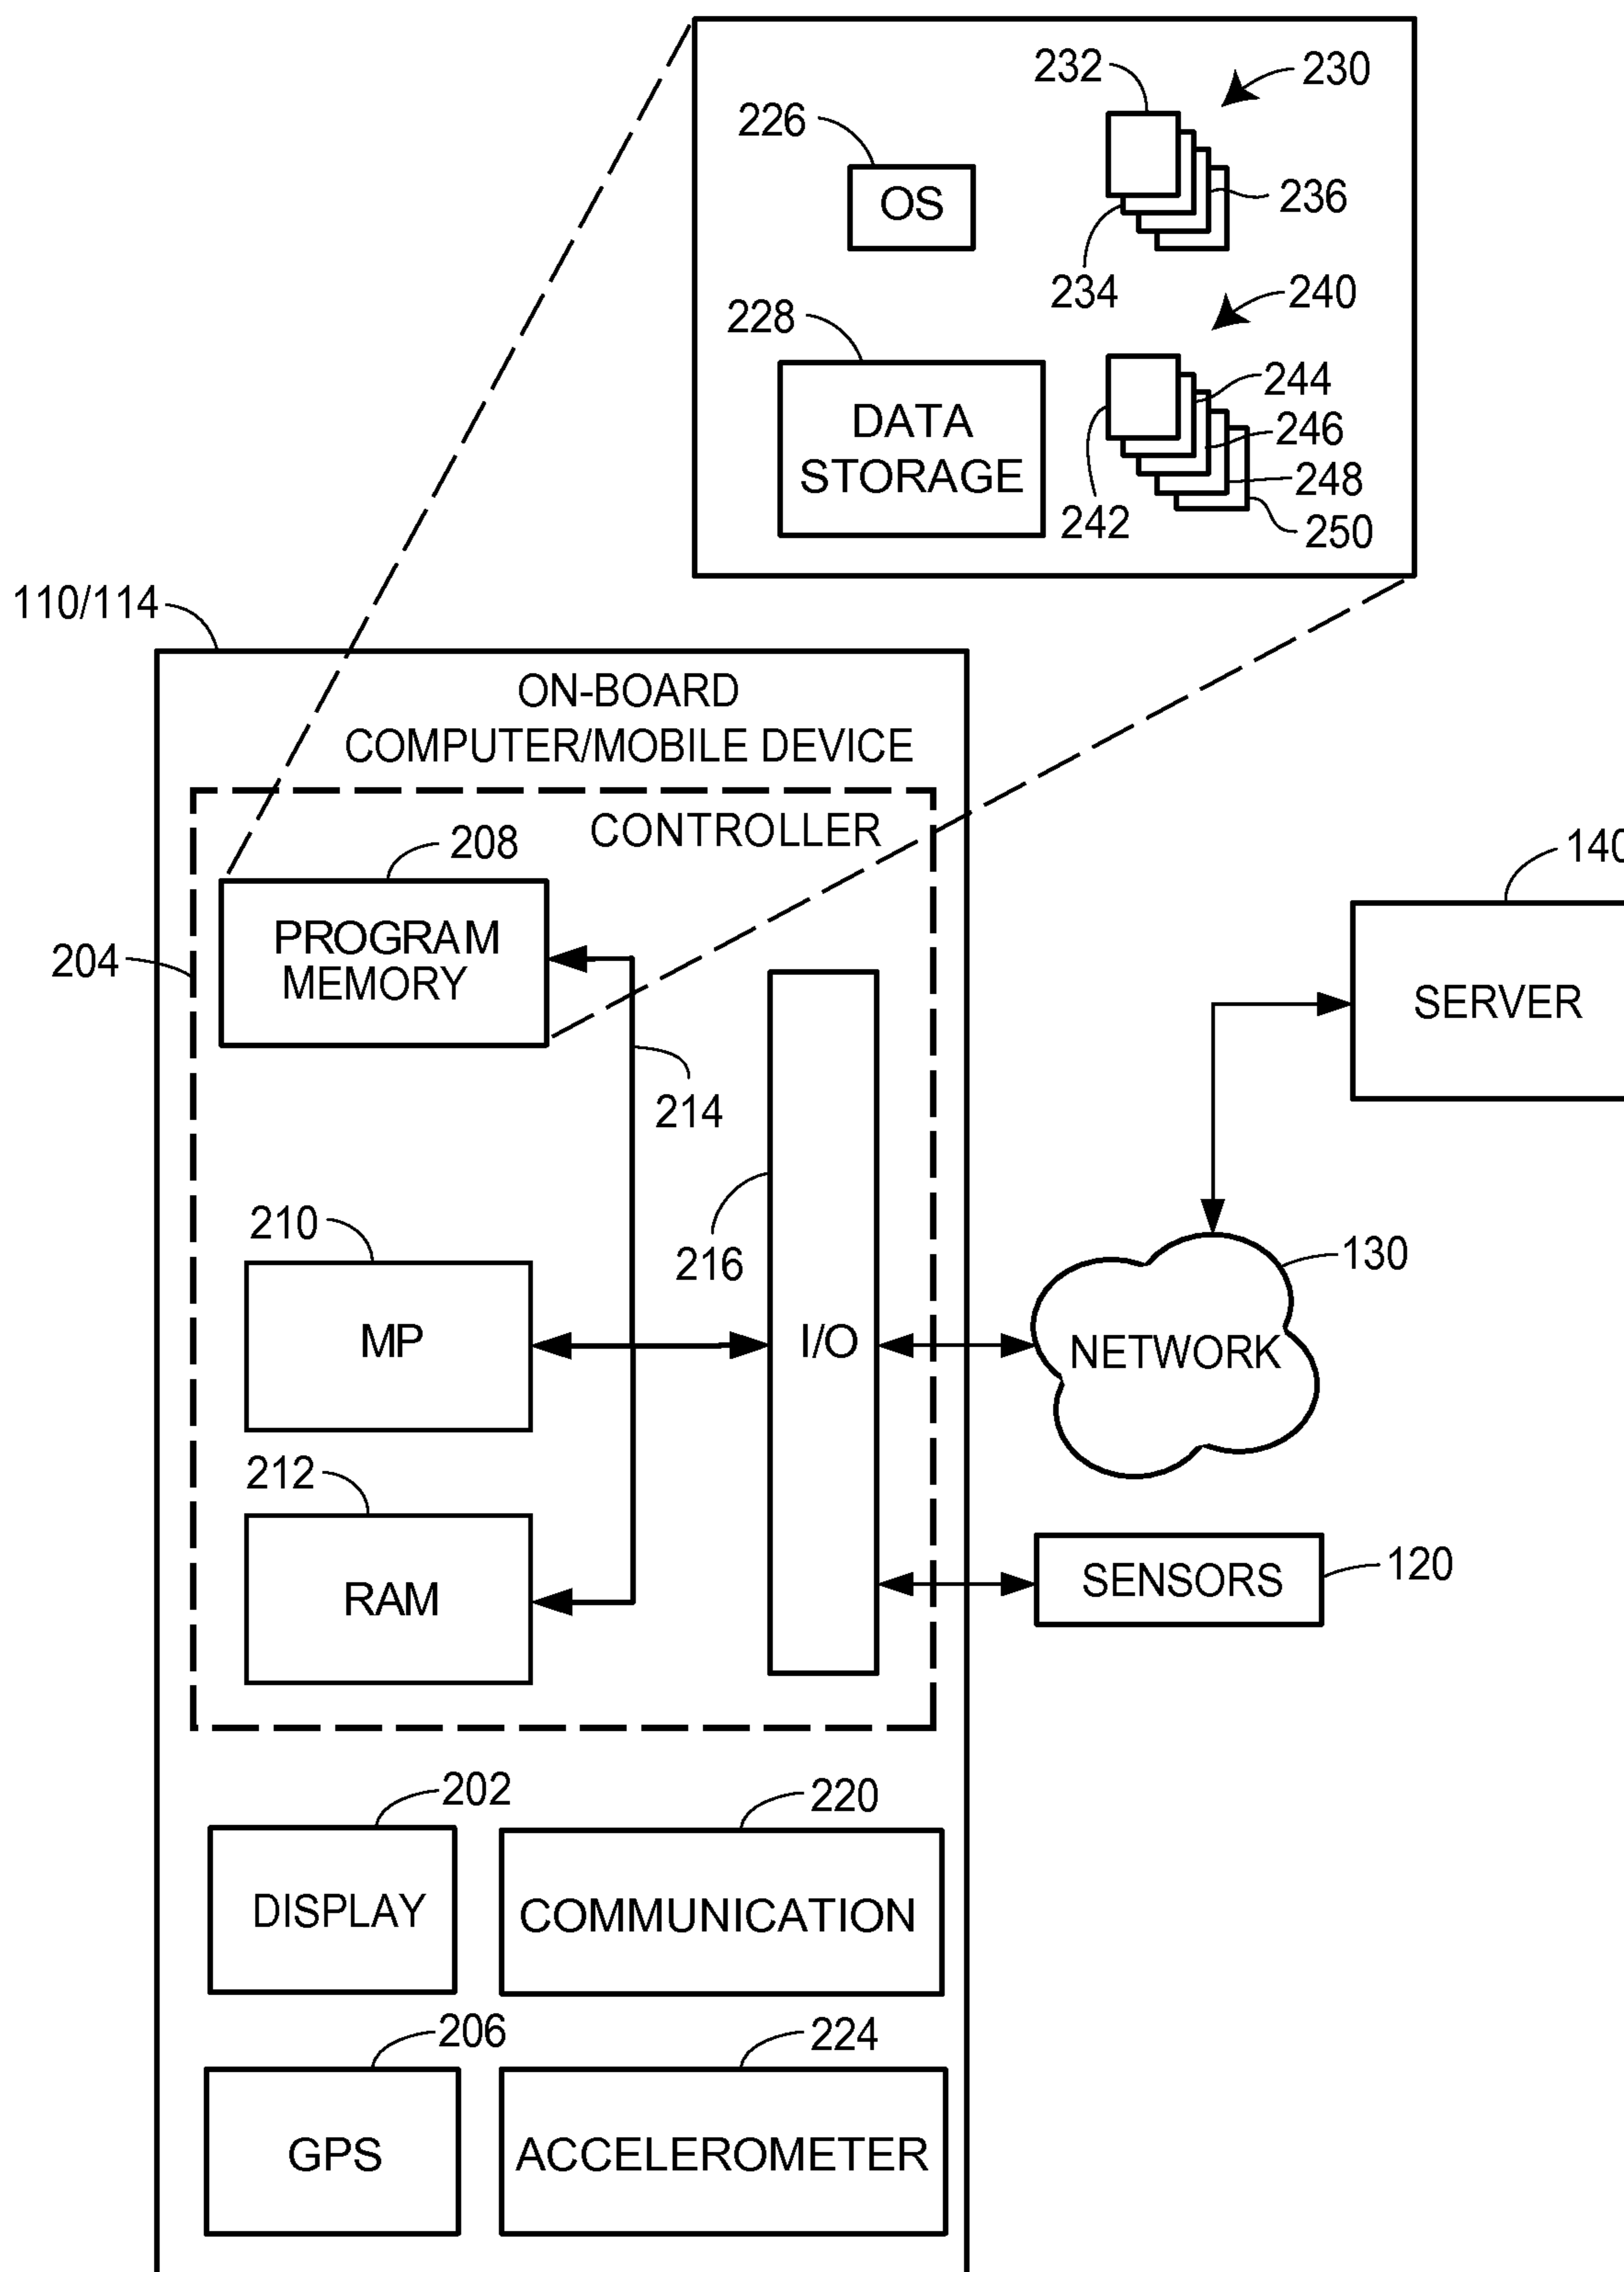 232
230
226
OS
236
234
240
228
244
DATA
STORAGE
246
248
242
250
110/114
ON-BOARD
COMPUTER/MOBILE DEVICE
CONTROLLER
208
140
PROGRAM
MEMORY
204
SERVER
214
210
216
130
MP
I/O
NETWORK
212
120
RAM
SENSORS
202
220
DISPLAY
COMMUNICATION
206
224
GPS
ACCELEROMETER